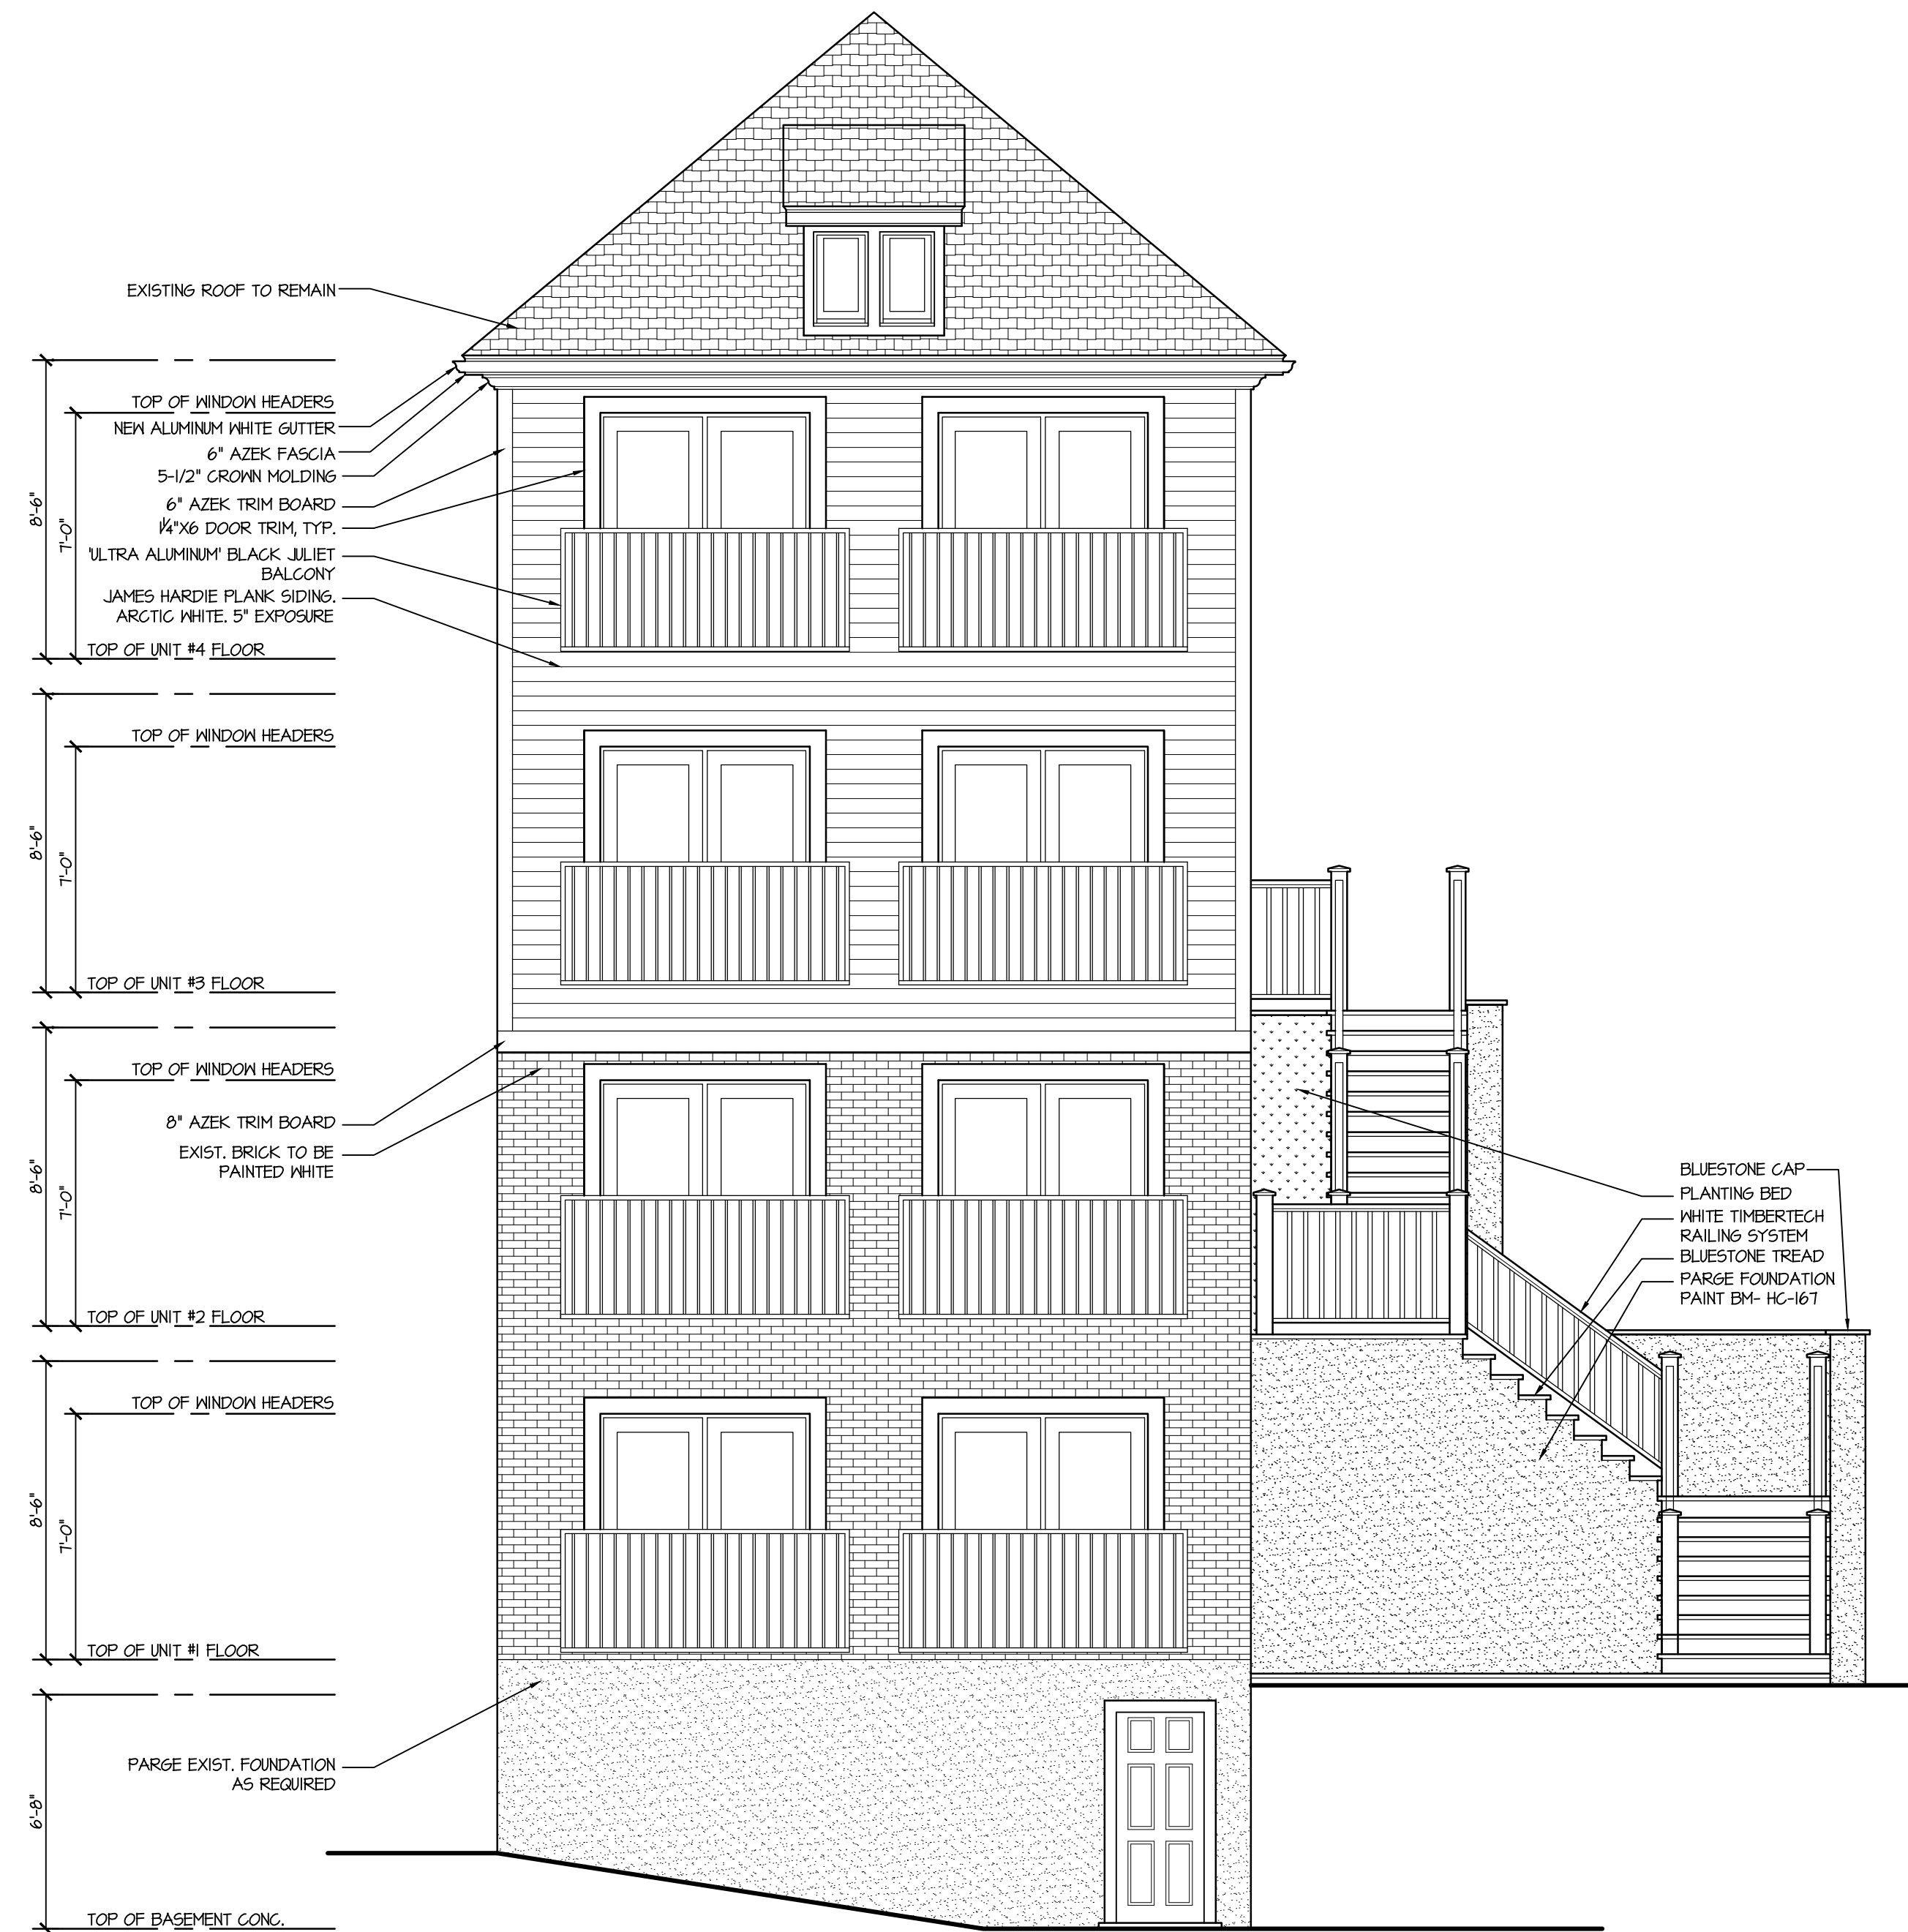 EXISTING ROOF TO REMAIN
TOP OF WINDOW HEADERS
NEW ALUMINUM WHITE GUTTER
6" AZEK FASCIA
5-1/2" CROWN MOLDING
6" AZEK TRIM BOARD
1/4"X6 DOOR TRIM, TYP.
'ULTRA ALUMINUM' BLACK JULIET
BALCONY
JAMES HARDIE PLANK SIDING.
ARCTIC WHITE. 5" EXPOSURE
8'-6"
7'-0"
TOP OF UNIT #4 FLOOR
TOP OF WINDOW HEADERS
8'-6"
7'-0"
TOP OF UNIT #3 FLOOR
TOP OF WINDOW HEADERS
8" AZEK TRIM BOARD
EXIST. BRICK TO BE
PAINTED WHITE
8'-6"
7'-0"
TOP OF UNIT #2 FLOOR
BLUESTONE CAP
PLANTING BED
WHITE TIMBERTECH
RAILING SYSTEM
BLUESTONE TREAD
PARGE FOUNDATION
PAINT BM- HC-167
TOP OF WINDOW HEADERS
8'-6"
7'-0"
TOP OF UNIT #1 FLOOR
PARGE EXIST. FOUNDATION
AS REQUIRED
6'-8"
TOP OF BASEMENT CONC.